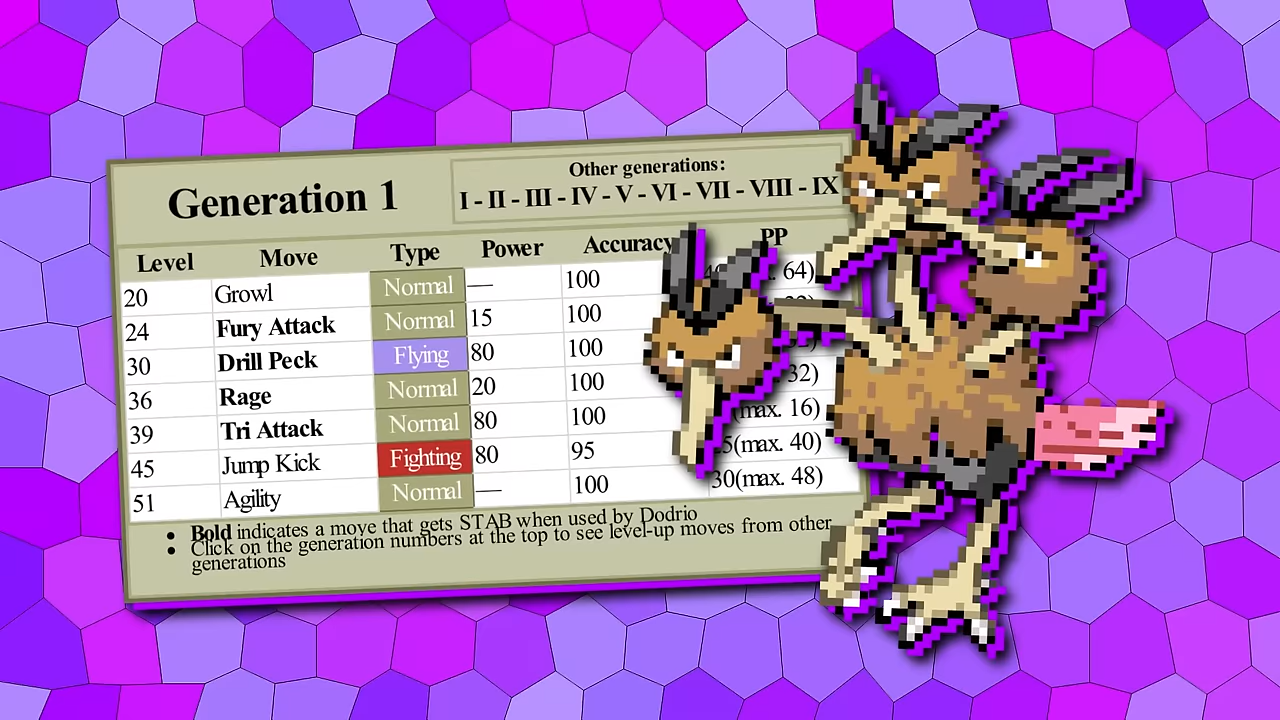 Generation 1
Other generations:
I - II - III - IV - V - VI - VII - VIII - IX
Level Move Type Power Accuracy PP
20 Growl Normal — 100 64)
24 Fury Attack Normal 15 100
30 Drill Peck Flying 80 100
36 Rage Normal 20 100 32)
39 Tri Attack Normal 80 100 (max. 16)
45 Jump Kick Fighting 80 95 5(max. 40)
51 Agility Normal — 100 30(max. 48)
• Bold indicates a move that gets STAB when used by Dodrio
• Click on the generation numbers at the top to see level-up moves from other
generations